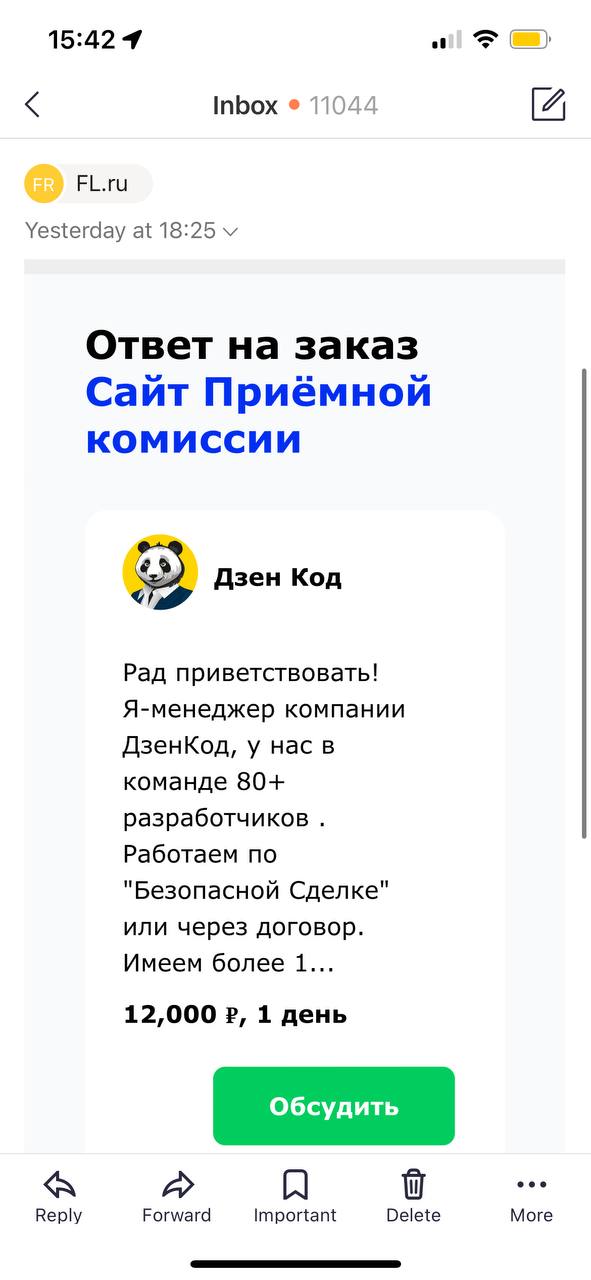 15:42
Inbox • 11044
FR FL.ru
Yesterday at 18:25
Ответ на заказ
Сайт Приёмной
комиссии
Дзен Код
Рад приветствовать!
Я-менеджер компании
ДзенКод, у нас в
команде 80+
разработчиков .
Работаем по
"Безопасной Сделке"
или через договор.
Имеем более 1...
12,000 ₽, 1 день
Обсудить
Reply Forward Important Delete More